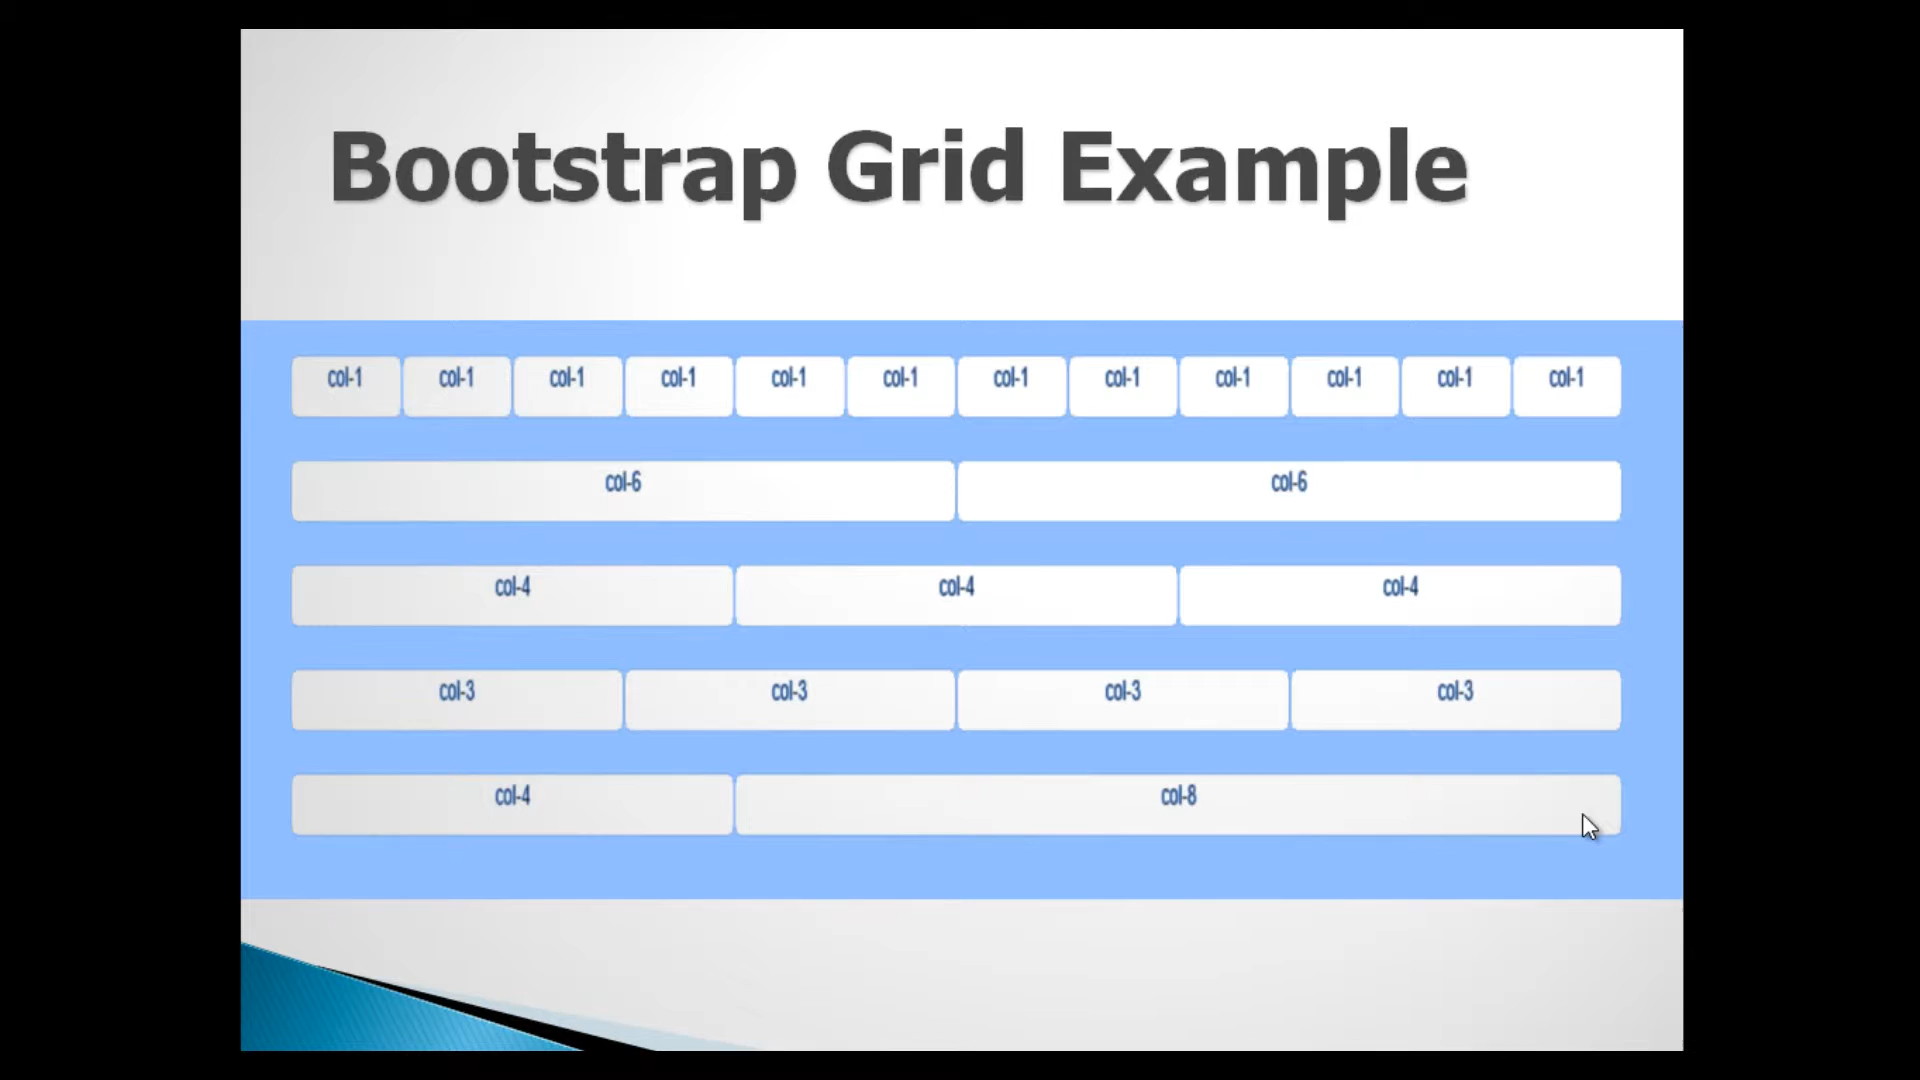 Bootstrap Grid Example
col-1 col-1 col-1 col-1 col-1 col-1 col-1 col-1 col-1 col-1 col-1 col-1
col-6 col-6
col-4 col-4 col-4
col-3 col-3 col-3 col-3
col-4 col-8